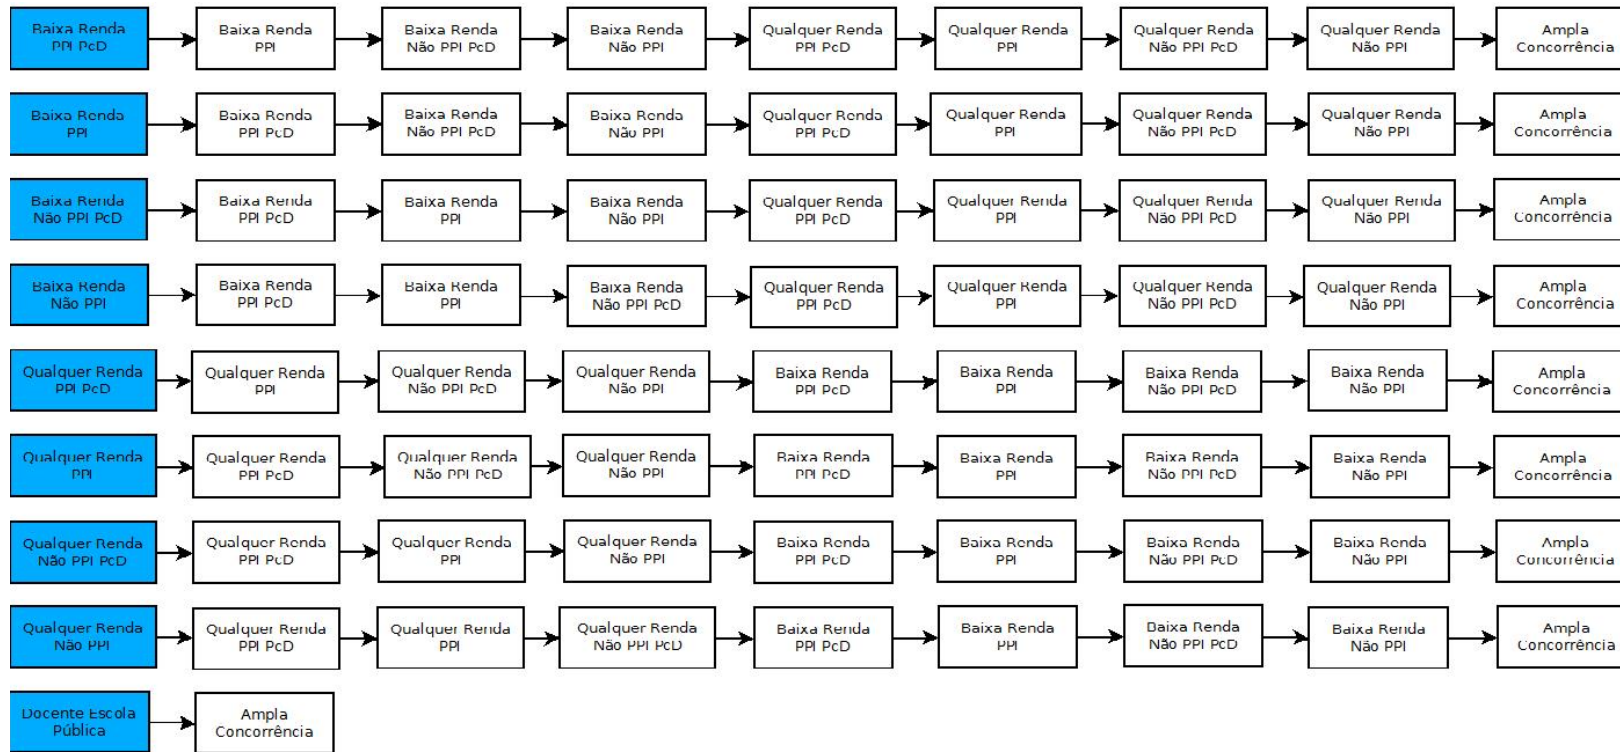 Baixa Renda
PPI PcD
Baixa Renda
PPI
Baixa Renda
Não PPI PcD
Baixa Renda
Não PPI
Qualquer Renda
PPI PcD
Qualquer Renda
PPI
Qualquer Renda
Não PPI PcD
Qualquer Renda
Não PPI
Ampla
Concorrência
Baixa Renda
PPI
Baixa Renda
PPI PcD
Baixa Renda
Não PPI PcD
Baixa Renda
Não PPI
Qualquer Renda
PPI PcD
Qualquer Renda
PPI
Qualquer Renda
Não PPI PcD
Qualquer Renda
Não PPI
Ampla
Concorrência
Baixa Renda
Não PPI PcD
Baixa Renda
PPI PcD
Baixa Renda
PPI
Baixa Renda
Não PPI
Qualquer Renda
PPI PcD
Qualquer Renda
PPI
Qualquer Renda
Não PPI PcD
Qualquer Renda
Não PPI
Ampla
Concorrência
Baixa Renda
Não PPI
Baixa Renda
PPI PcD
Baixa Renda
PPI
Baixa Renda
Não PPI PcD
Qualquer Renda
PPI PcD
Qualquer Renda
PPI
Qualquer Renda
Não PPI PcD
Qualquer Renda
Não PPI
Ampla
Concorrência
Qualquer Renda
PPI PcD
Qualquer Renda
PPI
Qualquer Renda
Não PPI PcD
Qualquer Renda
Não PPI
Baixa Renda
PPI PcD
Baixa Renda
PPI
Baixa Renda
Não PPI PcD
Baixa Renda
Não PPI
Ampla
Concorrência
Qualquer Renda
PPI
Qualquer Renda
PPI PcD
Qualquer Renda
Não PPI PcD
Qualquer Renda
Não PPI
Baixa Renda
PPI PcD
Baixa Renda
PPI
Baixa Renda
Não PPI PcD
Baixa Renda
Não PPI
Ampla
Concorrência
Qualquer Renda
Não PPI PcD
Qualquer Renda
PPI PcD
Qualquer Renda
PPI
Qualquer Renda
Não PPI
Baixa Renda
PPI PcD
Baixa Renda
PPI
Baixa Renda
Não PPI PcD
Baixa Renda
Não PPI
Ampla
Concorrência
Qualquer Renda
Não PPI
Qualquer Renda
PPI PcD
Qualquer Renda
PPI
Qualquer Renda
Não PPI PcD
Baixa Renda
PPI PcD
Baixa Renda
PPI
Baixa Renda
Não PPI PcD
Baixa Renda
Não PPI
Ampla
Concorrência
Docente Escola
Pública
Ampla
Concorrência